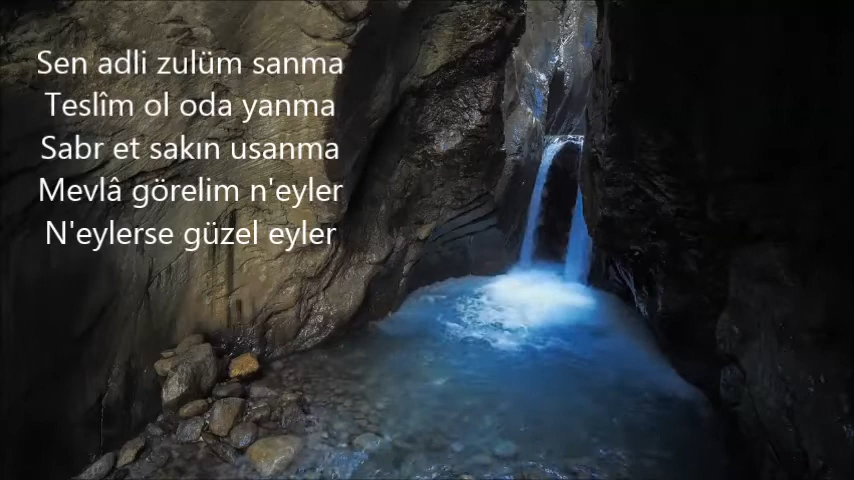 Sen adli zulüm sanma
Teslîm ol oda yanma
Sabr et sakın usanma
Mevlâ görelim n'eyler
N'eylerse güzel eyler